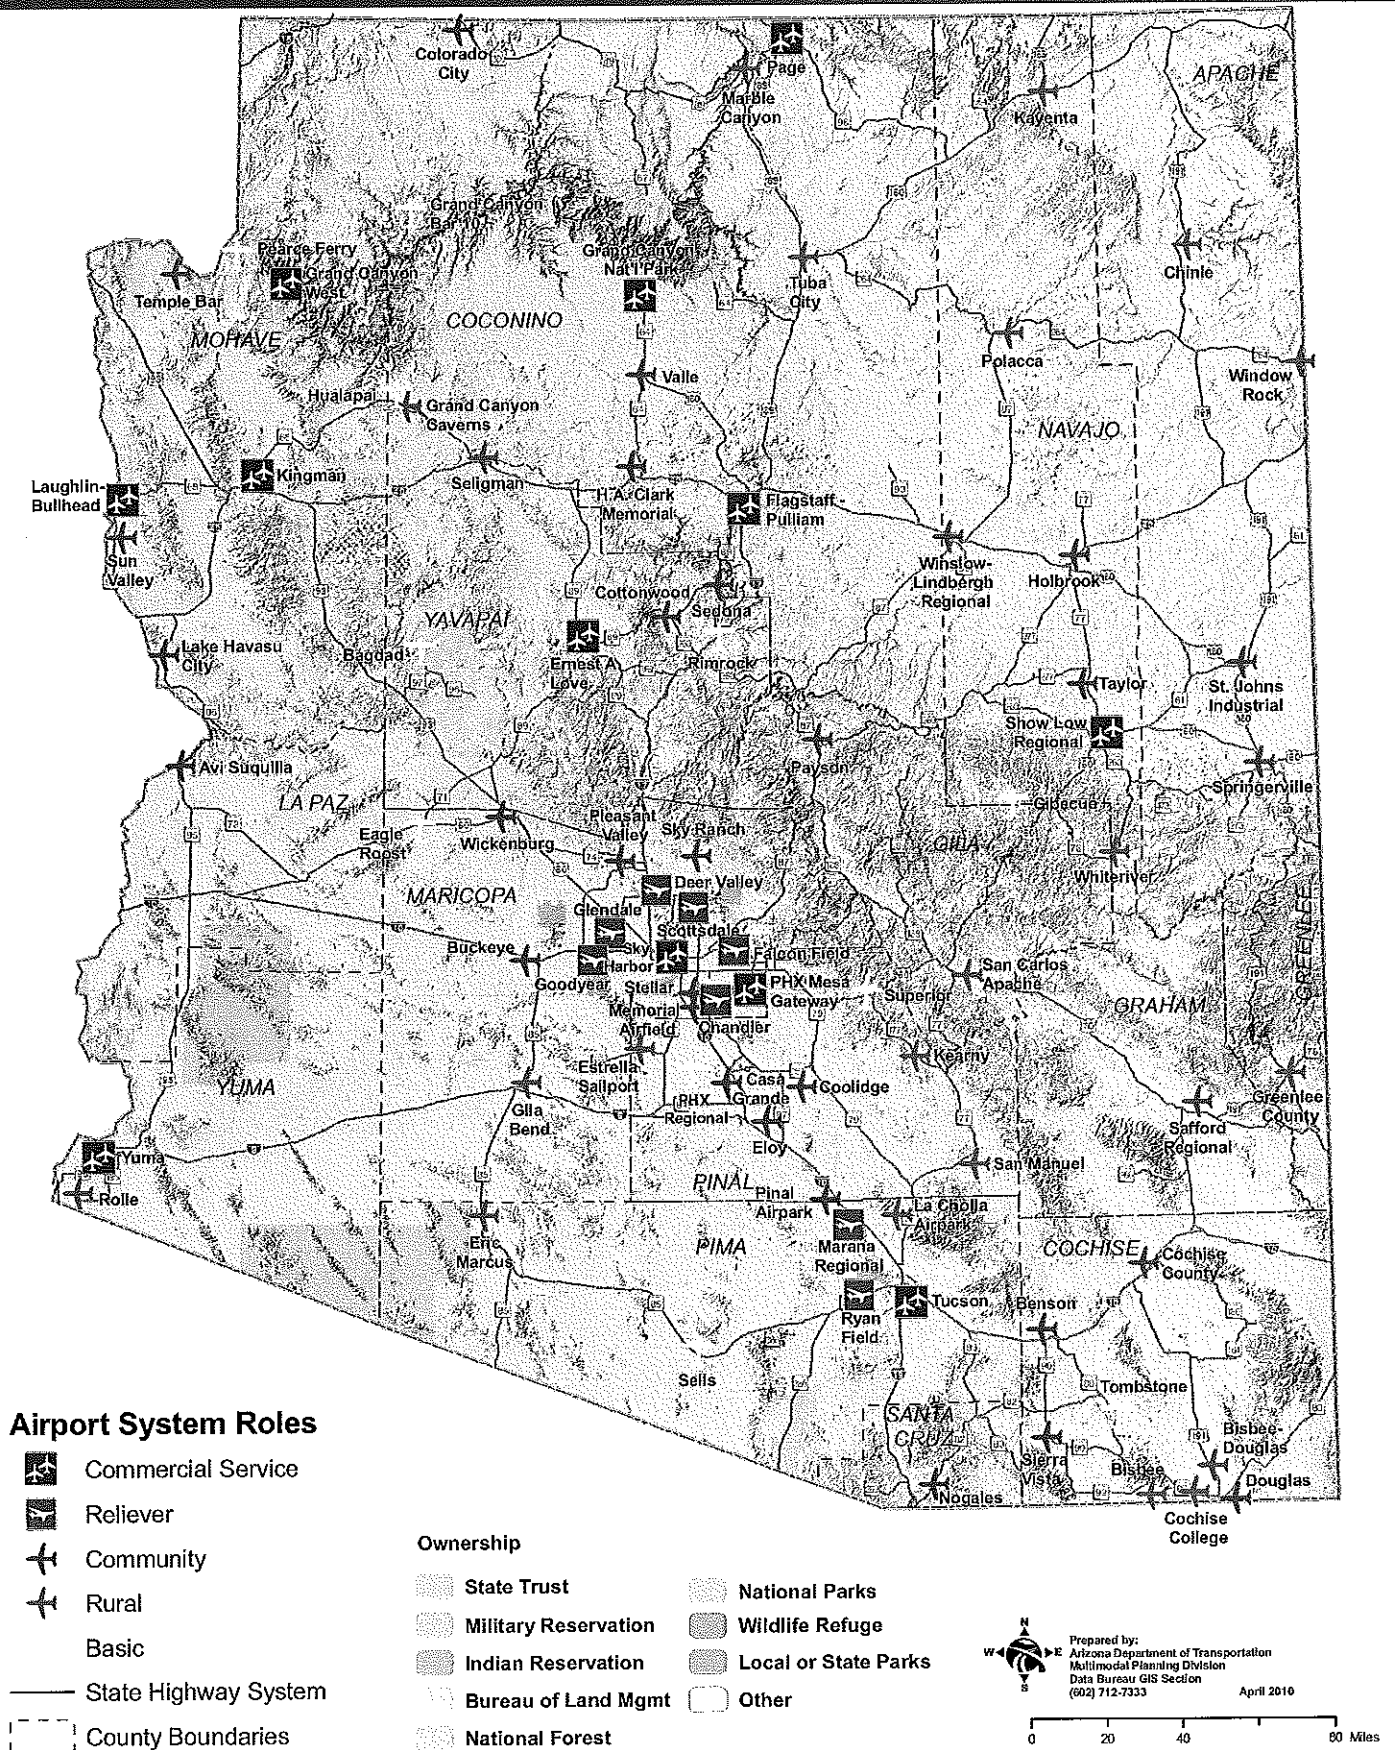 Colorado
City
Page
Marble
Canyon
Kayenta
APACHE
Grand Canyon
Bar 10
Pearce Ferry
Grand Canyon
West
Grand Canyon
Nat'l Park
Temple Bar
Tuba
City
Chinle
MOHAVE
COCONINO
Polacca
Window
Rock
Valle
Hualapai
Grand Canyon
Caverns
NAVAJO
Kingman
Seligman
Laughlin-
Bullhead
H.A. Clark
Memorial
Flagstaff -
Pulliam
Sun
Valley
Winslow-
Lindbergh
Regional
Holbrook
Cottonwood
Sedona
YAVAPAI
Lake Havasu
City
Bagdad
Ernest A
Love
Rimrock
Taylor
St. Johns
Industrial
Show Low
Regional
Payson
Avi Suquilla
Springerville
LA PAZ
Cibecue
Eagle
Roost
Wickenburg
Pleasant
Valley
Sky Ranch
GILA
Whiteriver
MARICOPA
Deer Valley
Glendale
Scottsdale
GREENLEE
Buckeye
Sky
Harbor
Falcon Field
Goodyear
Stellar
PHX Mesa
Gateway
San Carlos
Apache
Superior
GRAHAM
Memorial
Airfield
Chandler
Kearny
Estrella
Sailport
Casa
Grande
Coolidge
YUMA
Gila
Bend
PHX
Regional
Eloy
Greenlee
County
Safford
Regional
Yuma
Rolle
San Manuel
PINAL
Pinal
Airpark
La Cholla
Airpark
Eric
Marcus
PIMA
Marana
Regional
COCHISE
Cochise
County
Ryan
Field
Tucson
Benson
Sells
Tombstone
SANTA
CRUZ
Sierra
Vista
Bisbee
Bisbee-
Douglas
Douglas
Nogales
Cochise
College
Airport System Roles
Commercial Service
Reliever
Community
Rural
Basic
State Highway System
County Boundaries
Ownership
State Trust
Military Reservation
Indian Reservation
Bureau of Land Mgmt
National Forest
National Parks
Wildlife Refuge
Local or State Parks
Other
N
W E
S
Prepared by:
Arizona Department of Transportation
Multimodal Planning Division
Data Bureau GIS Section
(602) 712-7333 April 2010
0 20 40 80 Miles